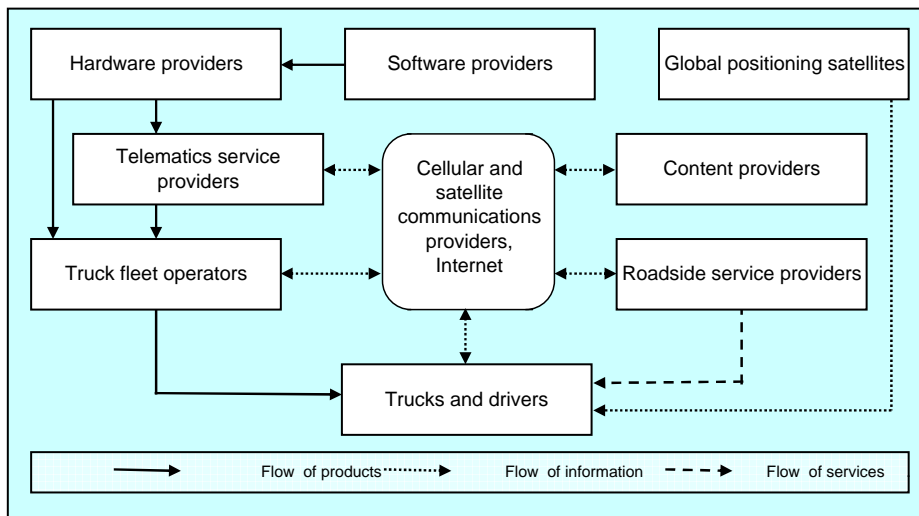 Hardware providers
Software providers
Global positioning satellites
Telematics service
providers
Cellular and
satellite
communications
providers,
Internet
Content providers
Truck fleet operators
Roadside service providers
Trucks and drivers
Flow of products
Flow of information
Flow of services